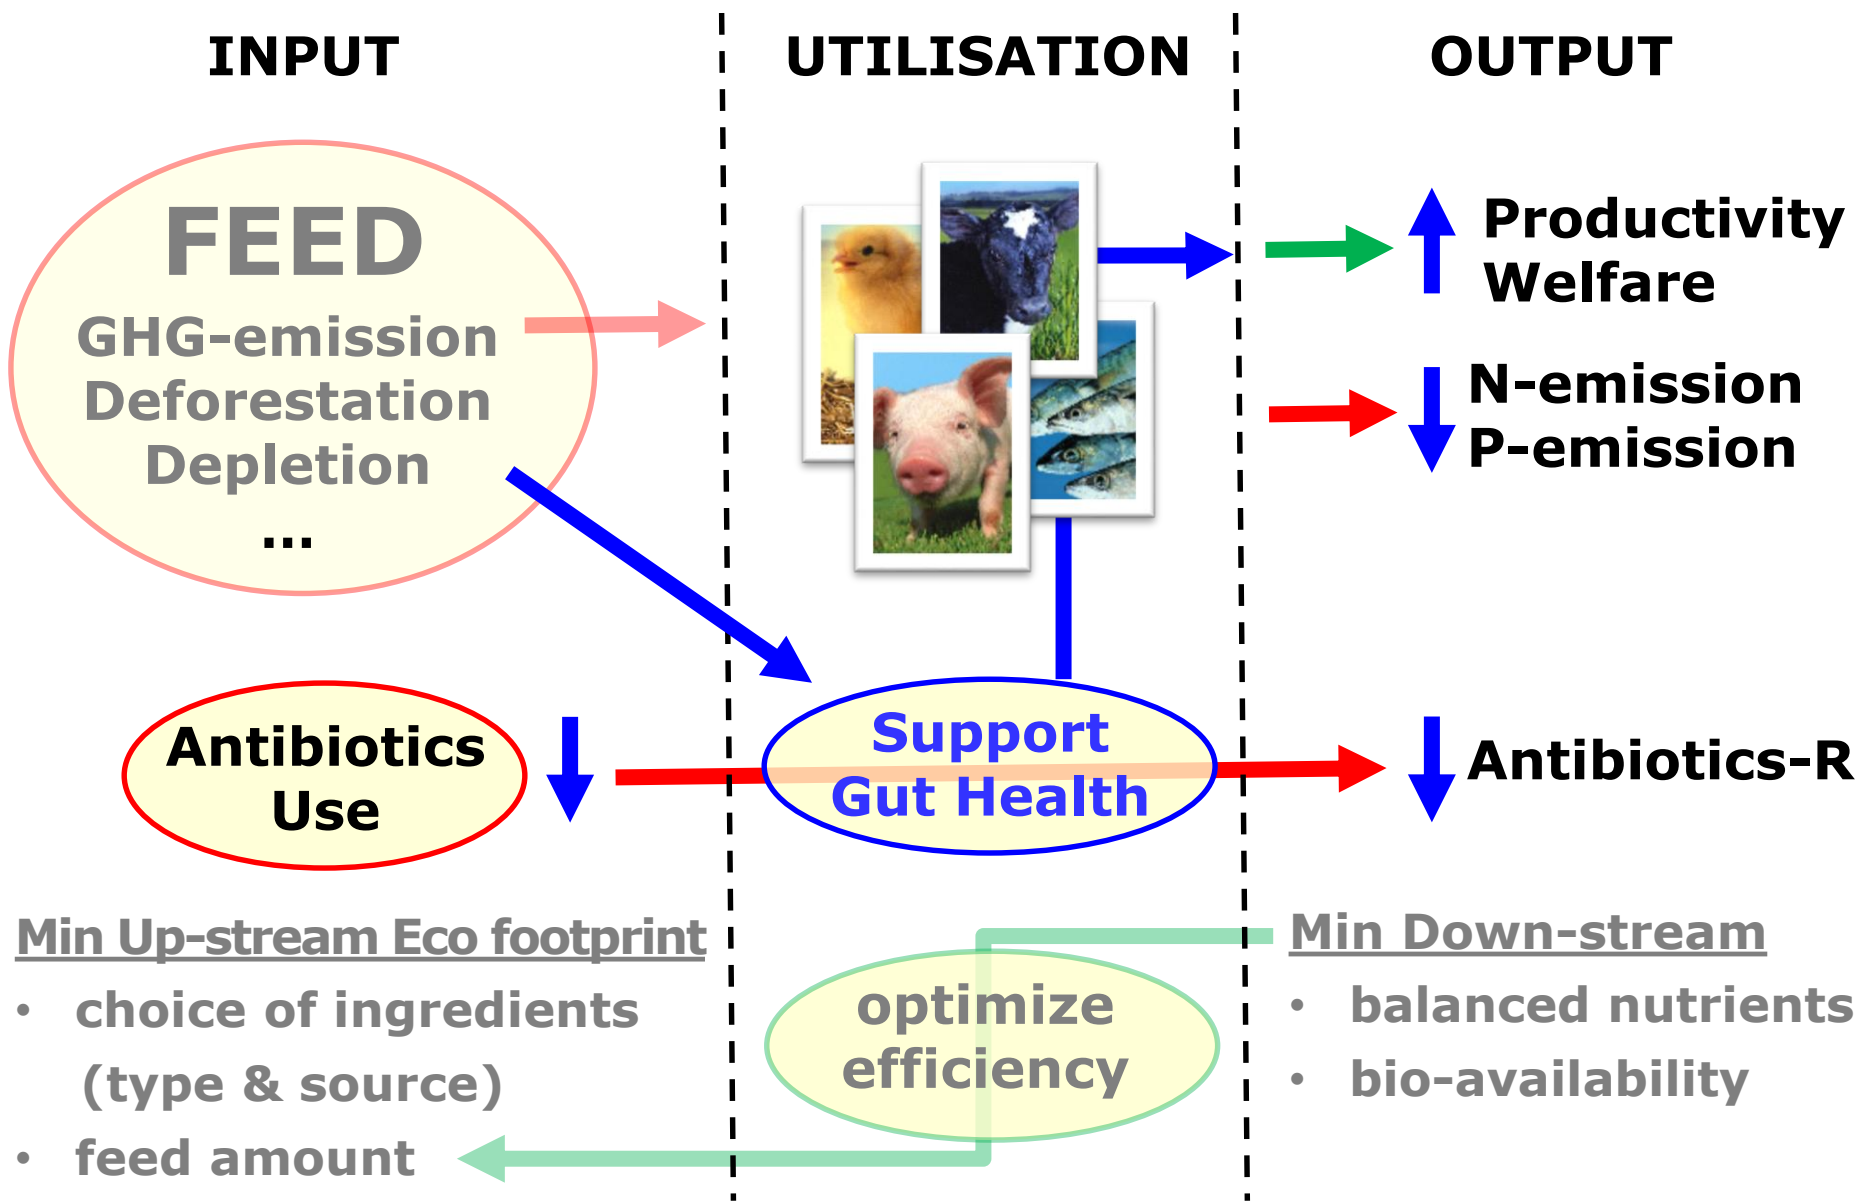 INPUT
UTILISATION
OUTPUT
FEED
GHG-emission
Deforestation
Depletion
...
Productivity
Welfare
N-emission
P-emission
Antibiotics
Use
Support
Gut Health
Antibiotics-R
Min Up-stream Eco footprint
• choice of ingredients
(type & source)
• feed amount
optimize
efficiency
Min Down-stream
• balanced nutrients
• bio-availability